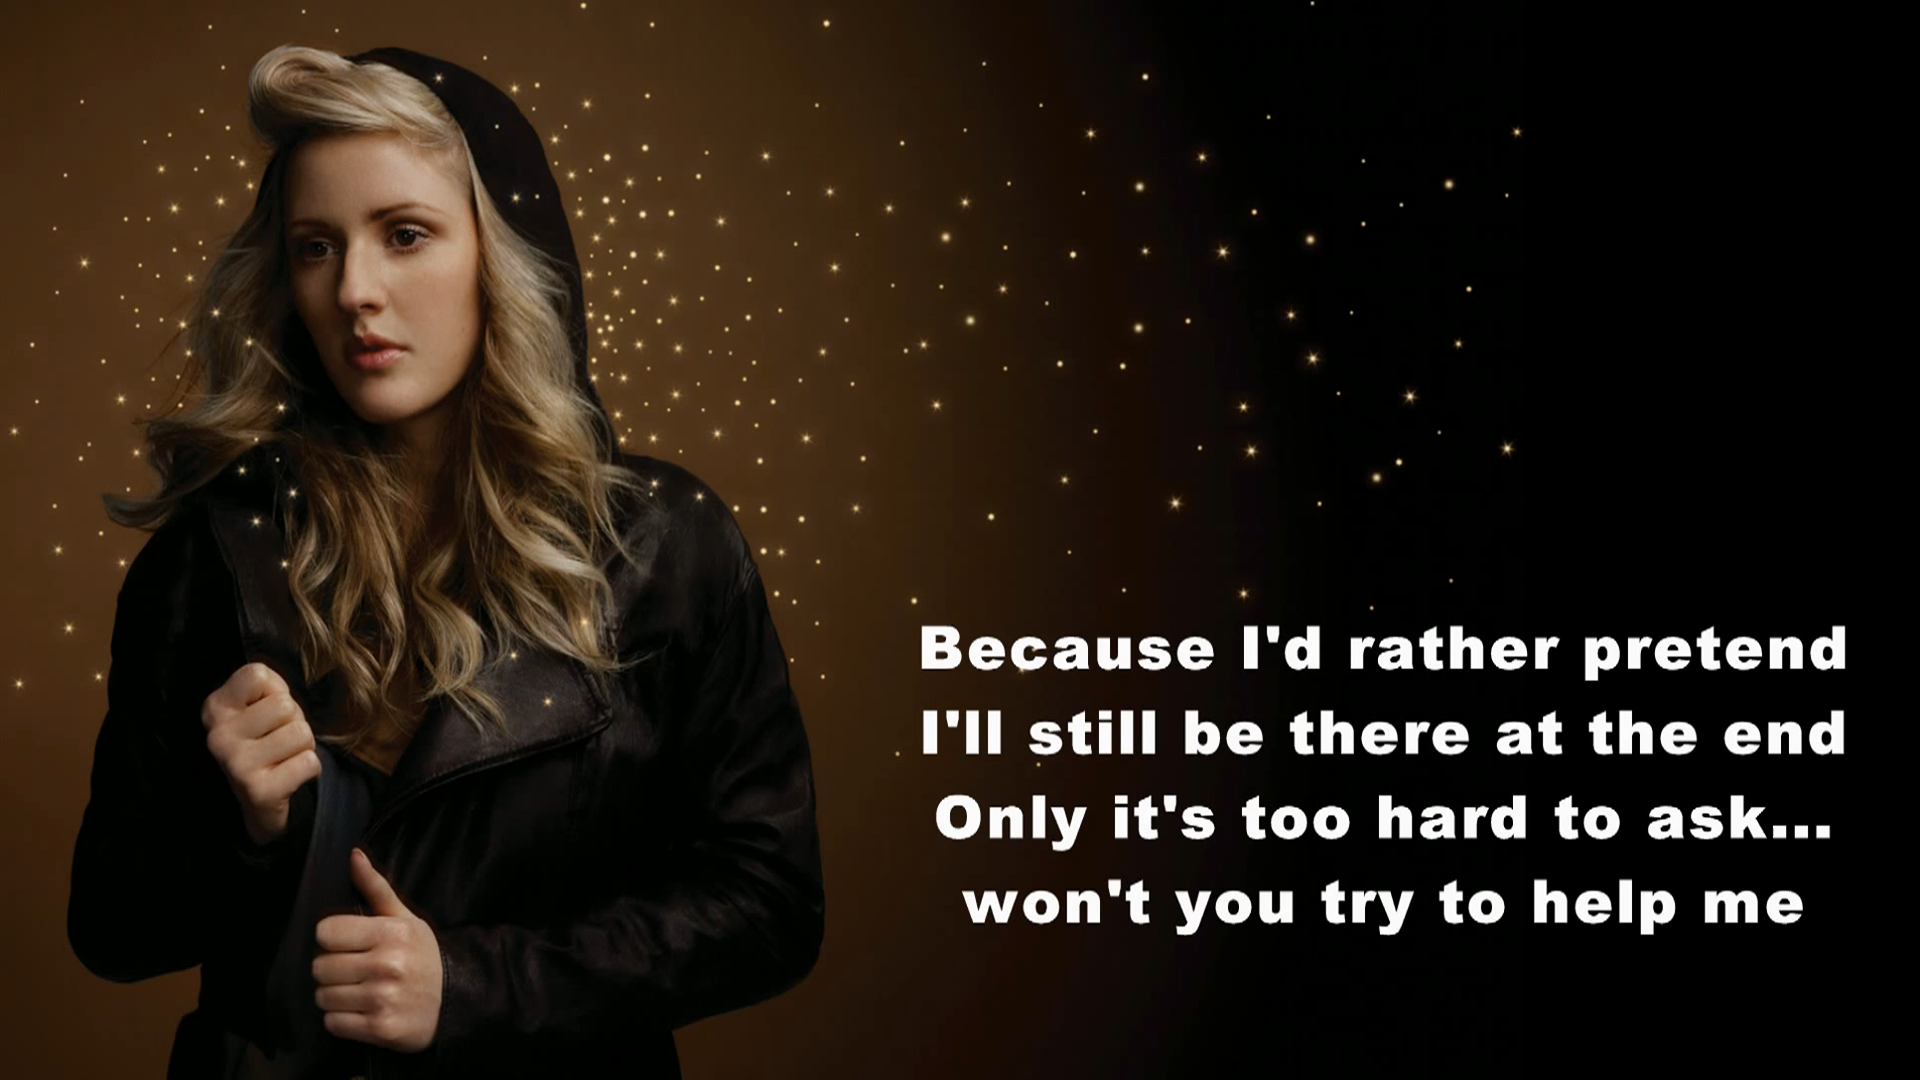 Because I'd rather pretend
I'll still be there at the end
Only it's too hard to ask...
won't you try to help me